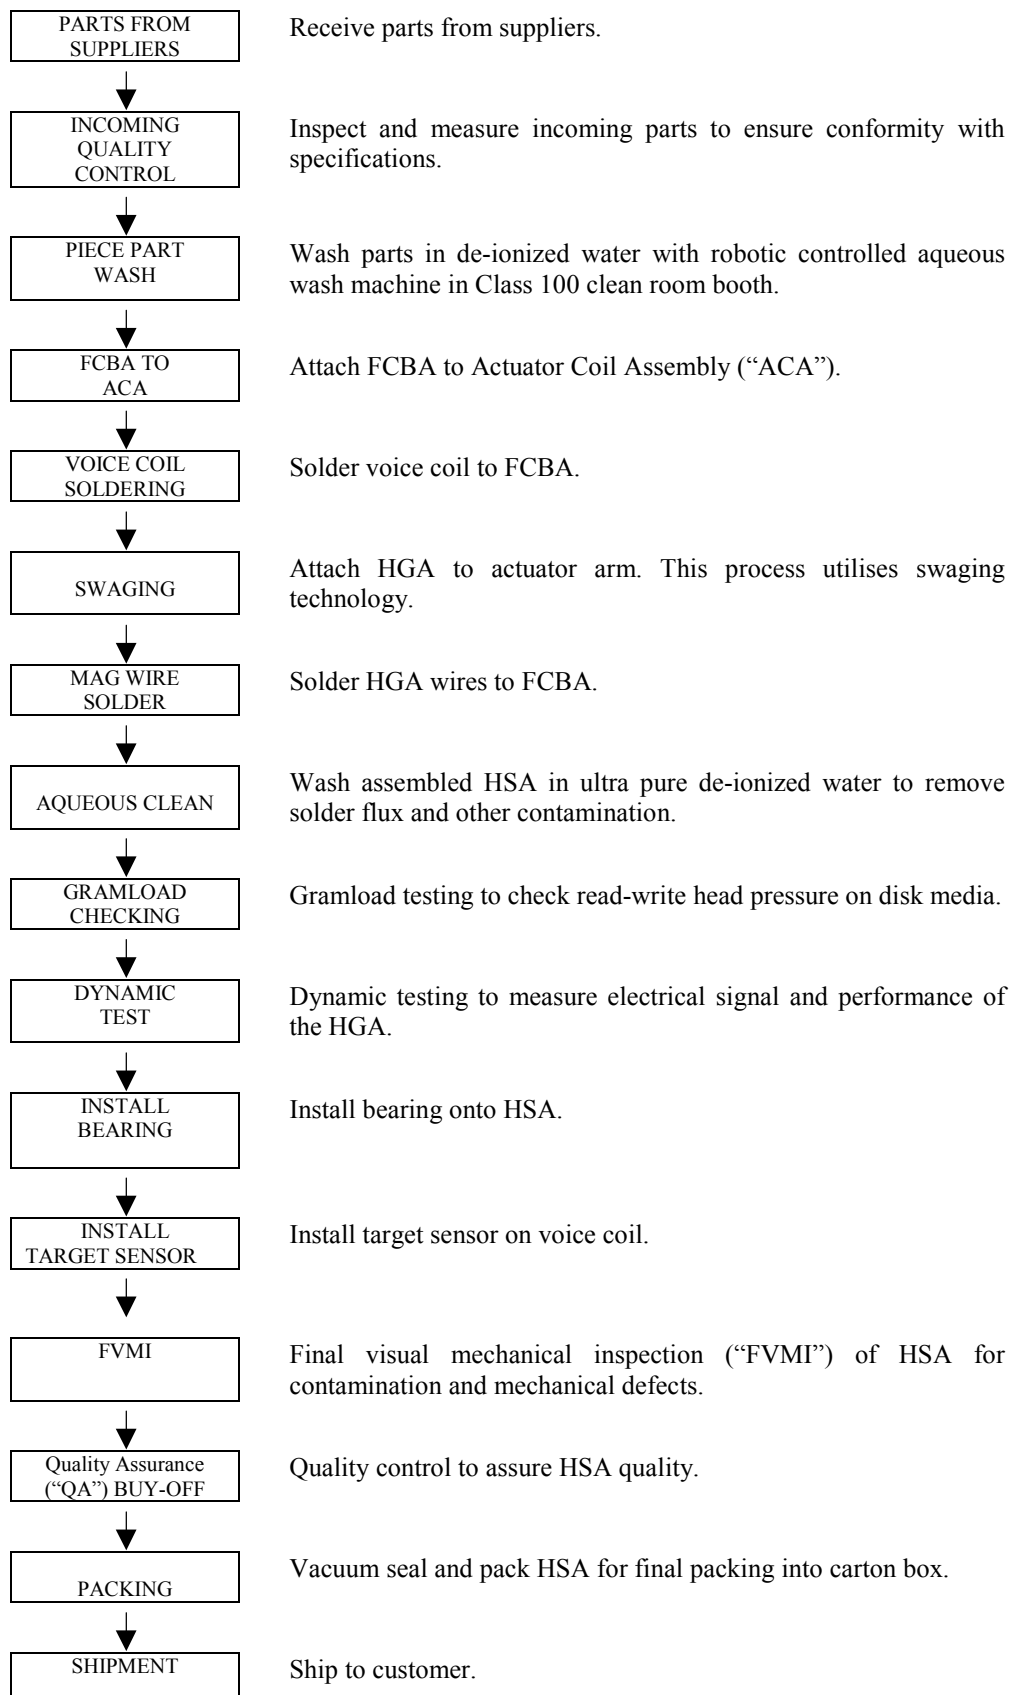 PARTS FROM
SUPPLIERS
Receive parts from suppliers.
INCOMING
QUALITY
CONTROL
Inspect and measure incoming parts to ensure conformity with
specifications.
PIECE PART
WASH
Wash parts in de-ionized water with robotic controlled aqueous
wash machine in Class 100 clean room booth.
FCBA TO
ACA
Attach FCBA to Actuator Coil Assembly (“ACA”).
VOICE COIL
SOLDERING
Solder voice coil to FCBA.
SWAGING
Attach HGA to actuator arm. This process utilises swaging
technology.
MAG WIRE
SOLDER
Solder HGA wires to FCBA.
AQUEOUS CLEAN
Wash assembled HSA in ultra pure de-ionized water to remove
solder flux and other contamination.
GRAMLOAD
CHECKING
Gramload testing to check read-write head pressure on disk media.
DYNAMIC
TEST
Dynamic testing to measure electrical signal and performance of
the HGA.
INSTALL
BEARING
Install bearing onto HSA.
INSTALL
TARGET SENSOR
Install target sensor on voice coil.
FVMI
Final visual mechanical inspection (“FVMI”) of HSA for
contamination and mechanical defects.
Quality Assurance
(“QA”) BUY-OFF
Quality control to assure HSA quality.
PACKING
Vacuum seal and pack HSA for final packing into carton box.
SHIPMENT
Ship to customer.